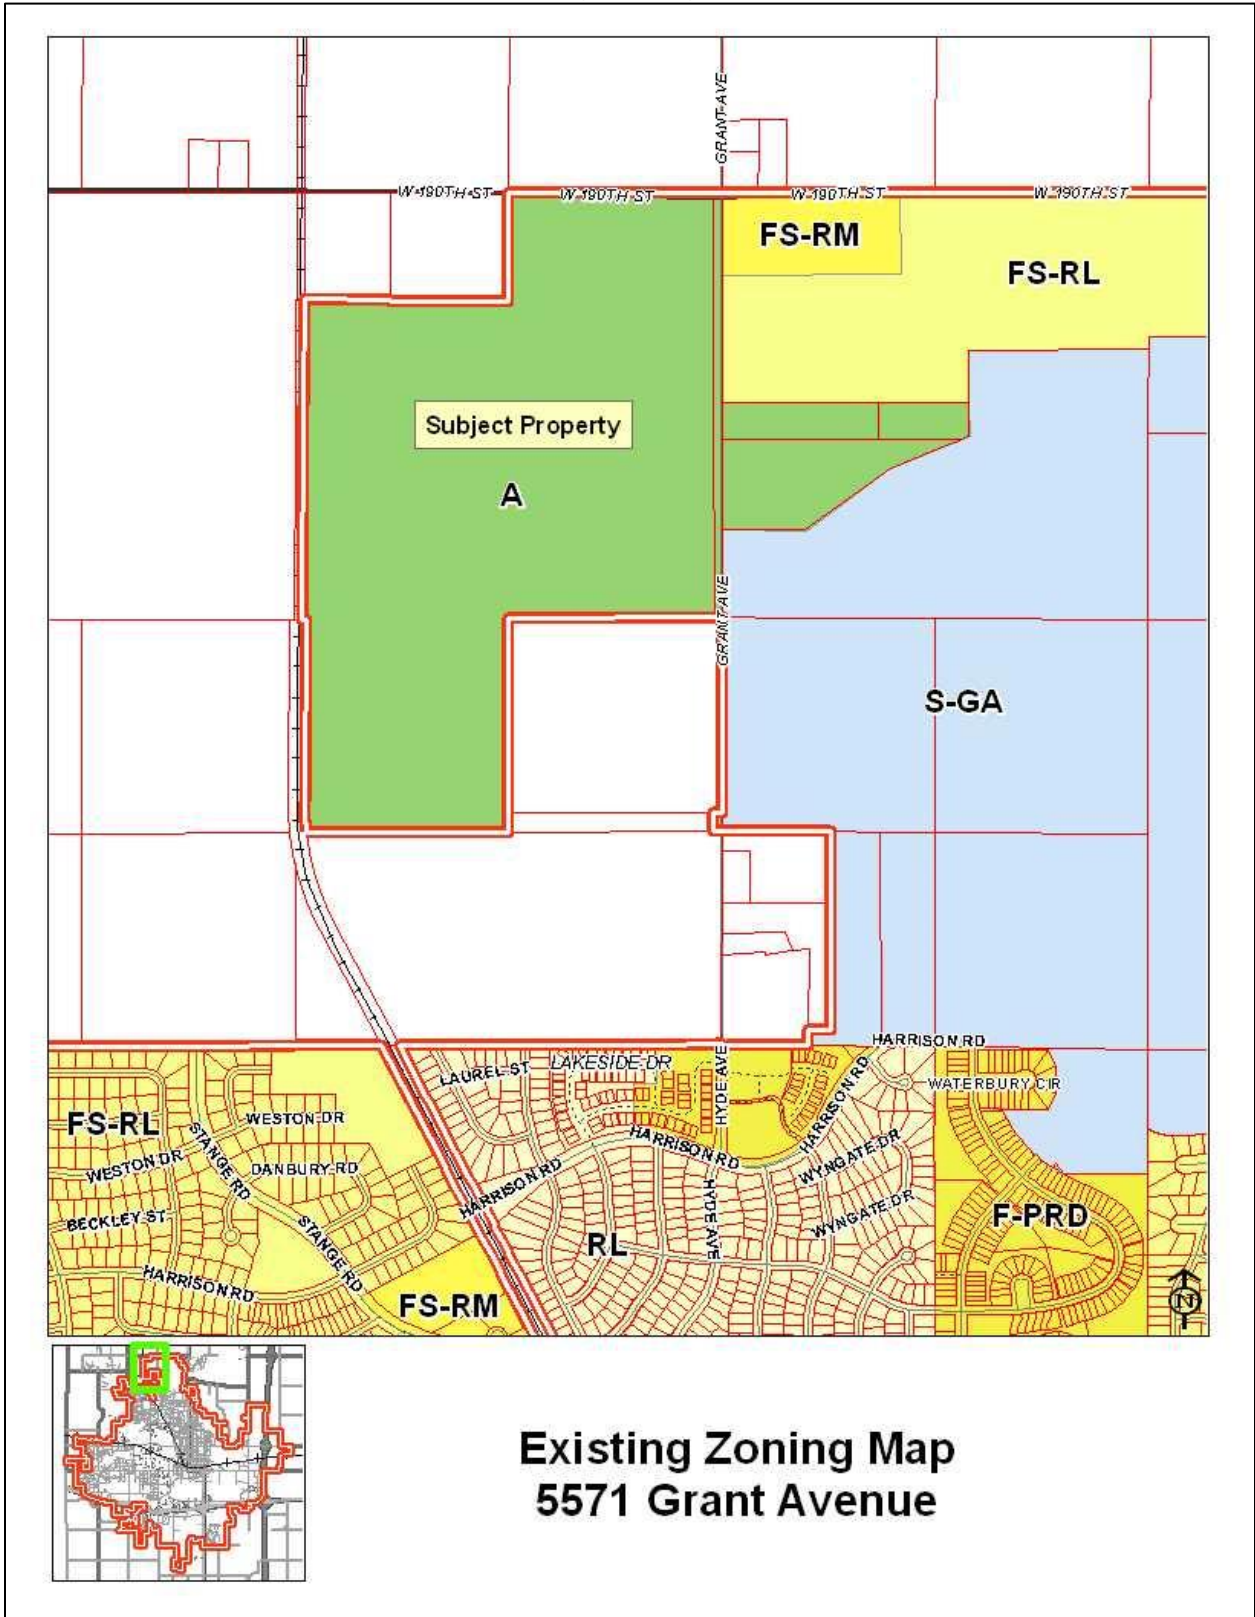 GRANT AVE
W 190TH ST
W 190TH ST
W 190TH ST
W 190TH ST
FS-RM
FS-RL
Subject Property
A
GRANT AVE
S-GA
HARRISON RD
LAKESIDE DR
LAUREL ST
HYDE AVE
WATERBURY CIR
FS-RL
WESTON DR
STANGE RD
HARRISON RD
HARRISON RD
WYNGATE DR
WESTON DR
DANBURY RD
HARRISON RD
HYDE AVE
WYNGATE DR
BECKLEY ST
STANGE RD
RL
F-PRD
HARRISON RD
FS-RM
N
Existing Zoning Map
5571 Grant Avenue